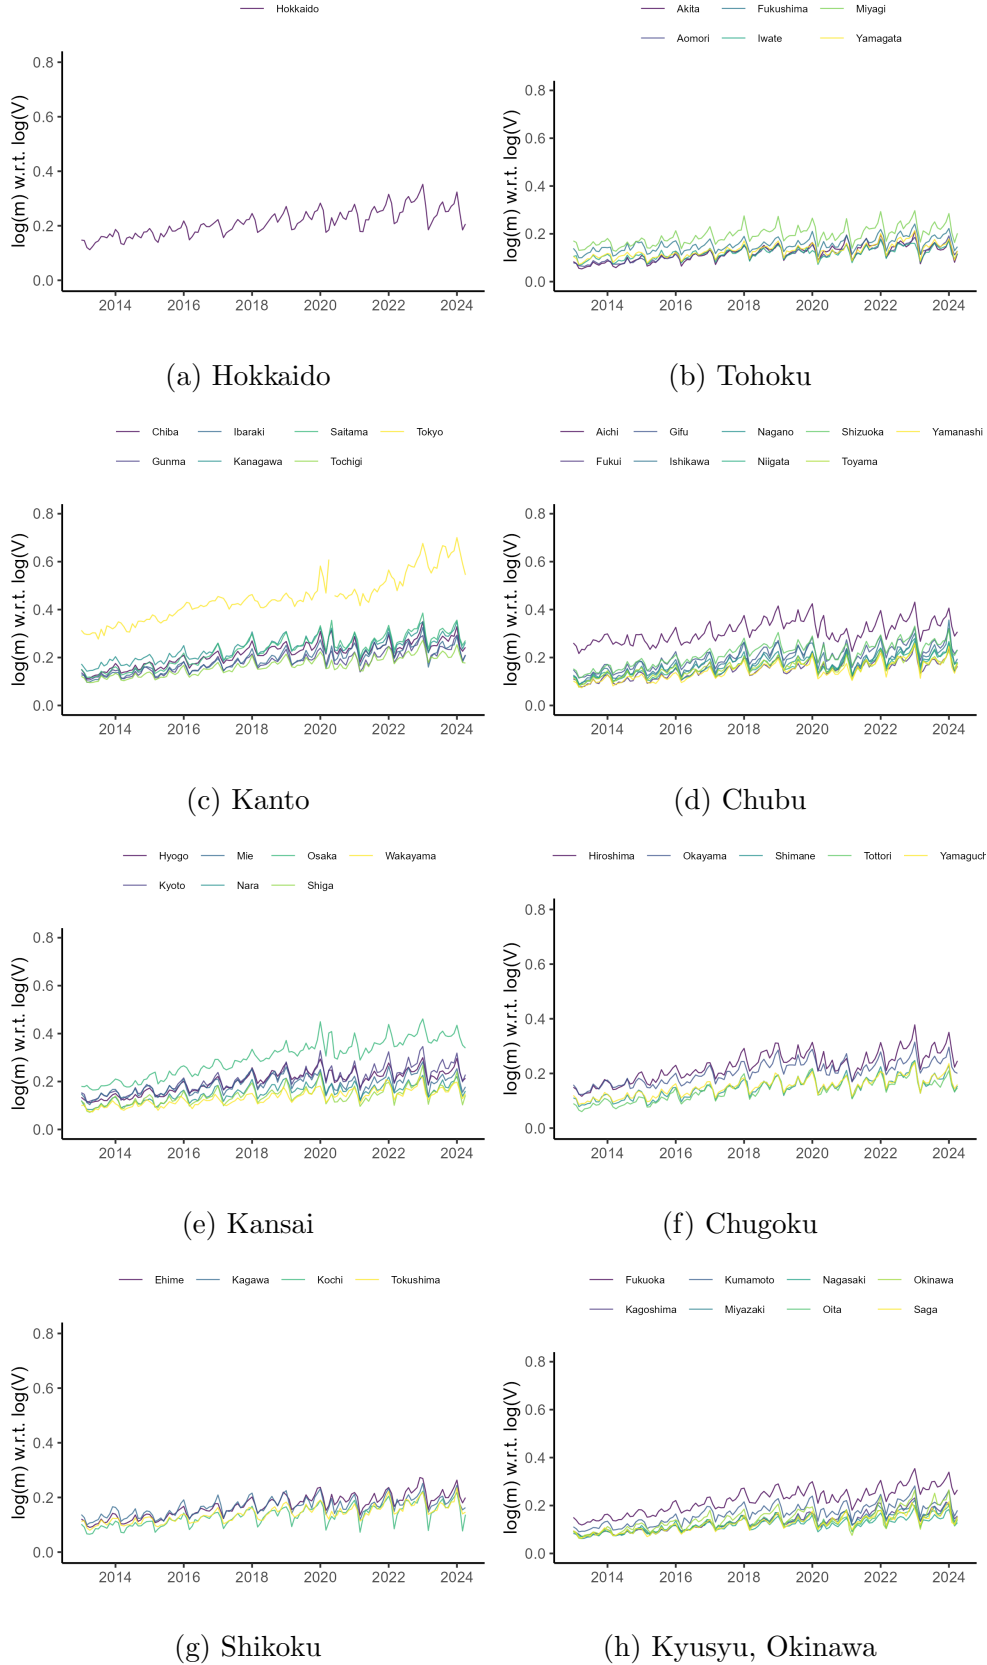 Hokkaido
log(m) w.r.t. log(V)
0.8
0.6
0.4
0.2
0.0
2014 2016 2018 2020 2022 2024
(a) Hokkaido
Akita Fukushima Miyagi
Aomori Iwate Yamagata
log(m) w.r.t. log(V)
0.8
0.6
0.4
0.2
0.0
2014 2016 2018 2020 2022 2024
(b) Tohoku
Chiba Ibaraki Saitama Tokyo
Gunma Kanagawa Tochigi
log(m) w.r.t. log(V)
0.8
0.6
0.4
0.2
0.0
2014 2016 2018 2020 2022 2024
(c) Kanto
Aichi Gifu Nagano Shizuoka Yamanashi
Fukui Ishikawa Niigata Toyama
log(m) w.r.t. log(V)
0.8
0.6
0.4
0.2
0.0
2014 2016 2018 2020 2022 2024
(d) Chubu
Hyogo Mie Osaka Wakayama
Kyoto Nara Shiga
log(m) w.r.t. log(V)
0.8
0.6
0.4
0.2
0.0
2014 2016 2018 2020 2022 2024
(e) Kansai
Hiroshima Okayama Shimane Tottori Yamaguch
log(m) w.r.t. log(V)
0.8
0.6
0.4
0.2
0.0
2014 2016 2018 2020 2022 2024
(f) Chugoku
Ehime Kagawa Kochi Tokushima
log(m) w.r.t. log(V)
0.8
0.6
0.4
0.2
0.0
2014 2016 2018 2020 2022 2024
(g) Shikoku
Fukuoka Kumamoto Nagasaki Okinawa
Kagoshima Miyazaki Oita Saga
log(m) w.r.t. log(V)
0.8
0.6
0.4
0.2
0.0
2014 2016 2018 2020 2022 2024
(h) Kyusyu, Okinawa